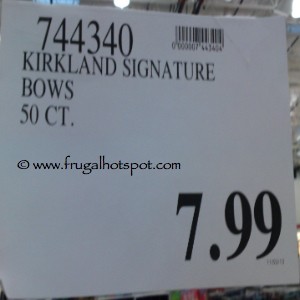 744340
KIRKLAND SIGNATURE
BOWS
50 CT.
© www.frugalhotspot.com
7.99